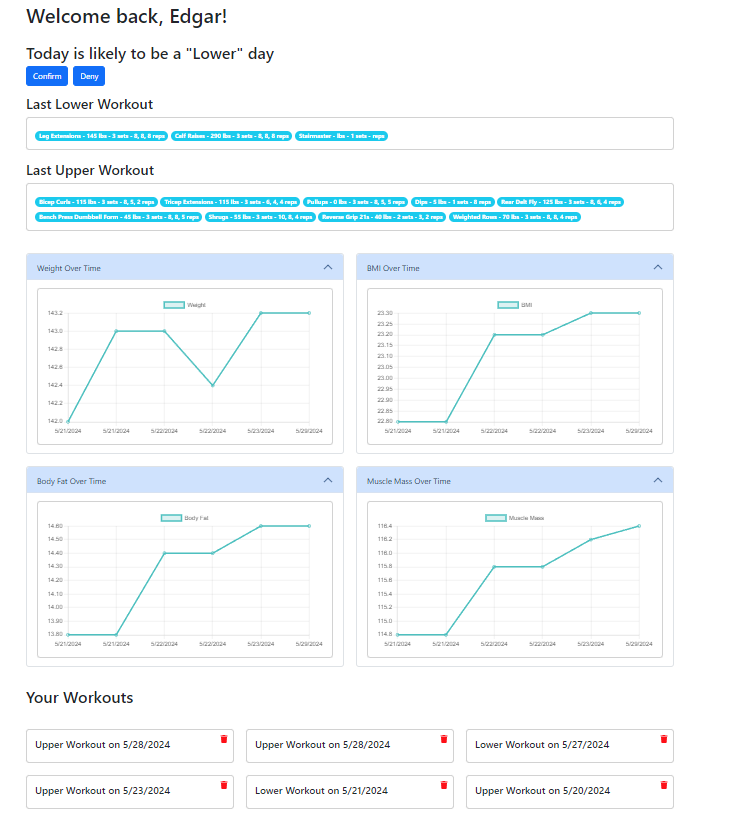 Welcome back, Edgar!
Today is likely to be a "Lower" day
Confirm Deny
Last Lower Workout
Leg Extensions - 145 lbs - 3 sets - 8, 8, 8 reps Calf Raises - 290 lbs - 3 sets - 8, 8, 8 reps Stairmaster - lbs - 1 sets - reps
Last Upper Workout
Bicep Curls - 115 lbs - 3 sets - 8, 5, 2 reps Tricep Extensions - 115 lbs - 3 sets - 6, 4, 4 reps Pullups - 0 lbs - 3 sets - 8, 5, 5 reps Dips - 5 lbs - 1 sets - 8 reps Rear Delt Fly - 125 lbs - 3 sets - 8, 8, 4 reps
Bench Press Dumbbell Form - 45 lbs - 3 sets - 8, 8, 5 reps Shrugs - 55 lbs - 3 sets - 10, 8, 4 reps Reverse Grip 21s - 40 lbs - 2 sets - 3, 2 reps Weighted Rows - 70 lbs - 3 sets - 8, 8, 4 reps
Weight Over Time
Weight
143.2
143.0
142.8
142.6
142.4
142.2
142.0
5/21/2024 5/21/2024 5/22/2024 5/22/2024 5/23/2024 5/29/2024
BMI Over Time
BMI
23.30
23.25
23.20
23.15
23.10
23.05
23.00
22.95
22.90
22.85
22.80
5/21/2024 5/21/2024 5/22/2024 5/22/2024 5/23/2024 5/29/2024
Body Fat Over Time
Body Fat
14.60
14.50
14.40
14.30
14.20
14.10
14.00
13.90
13.80
5/21/2024 5/21/2024 5/22/2024 5/22/2024 5/23/2024 5/29/2024
Muscle Mass Over Time
Muscle Mass
116.4
116.2
116.0
115.8
115.6
115.4
115.2
115.0
114.8
5/21/2024 5/21/2024 5/22/2024 5/22/2024 5/23/2024 5/29/2024
Your Workouts
Upper Workout on 5/28/2024 Upper Workout on 5/28/2024 Lower Workout on 5/27/2024
Upper Workout on 5/23/2024 Lower Workout on 5/21/2024 Upper Workout on 5/20/2024